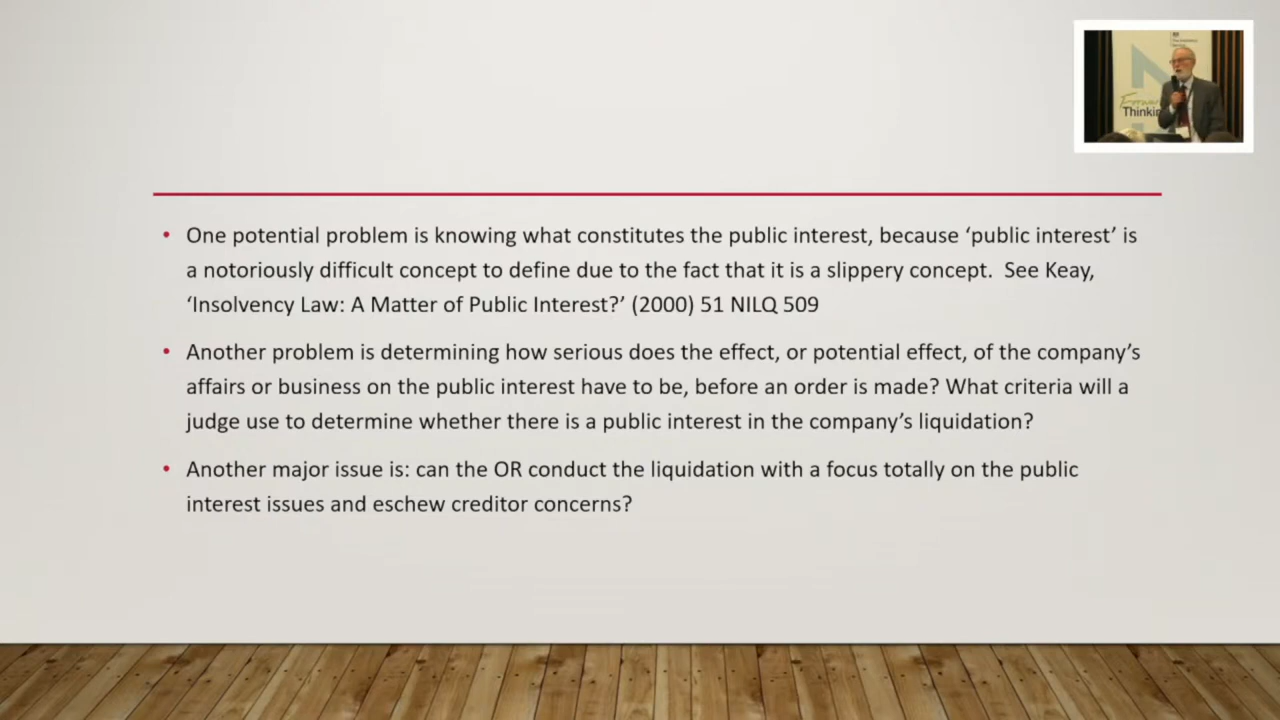 One potential problem is knowing what constitutes the public interest, because ‘public interest’ is
a notoriously difficult concept to define due to the fact that it is a slippery concept.  See Keay,
‘Insolvency Law: A Matter of Public Interest?’ (2000) 51 NILQ 509
Another problem is determining how serious does the effect, or potential effect, of the company’s
affairs or business on the public interest have to be, before an order is made? What criteria will a
judge use to determine whether there is a public interest in the company’s liquidation?
Another major issue is: can the OR conduct the liquidation with a focus totally on the public
interest issues and eschew creditor concerns?